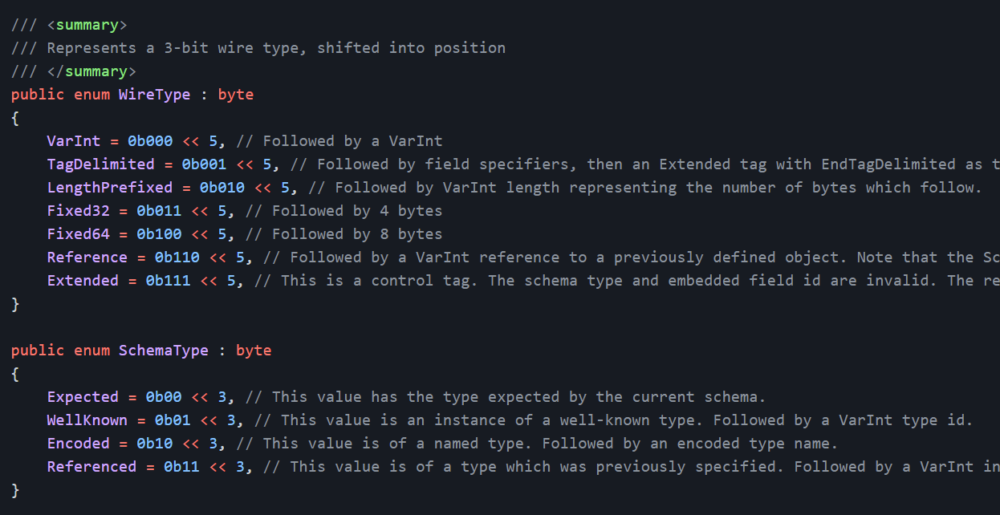 /// <summary>
/// Represents a 3-bit wire type, shifted into position
/// </summary>
public enum WireType : byte
{
    VarInt = 0b000 << 5, // Followed by a VarInt
    TagDelimited = 0b001 << 5, // Followed by field specifiers, then an Extended tag with EndTagDelimited as
    LengthPrefixed = 0b010 << 5, // Followed by VarInt length representing the number of bytes which follow.
    Fixed32 = 0b011 << 5, // Followed by 4 bytes
    Fixed64 = 0b100 << 5, // Followed by 8 bytes
    Reference = 0b110 << 5, // Followed by a VarInt reference to a previously defined object. Note that the
    Extended = 0b111 << 5, // This is a control tag. The schema type and embedded field id are invalid. The
}

public enum SchemaType : byte
{
    Expected = 0b00 << 3, // This value has the type expected by the current schema.
    WellKnown = 0b01 << 3, // This value is an instance of a well-known type. Followed by a VarInt type id.
    Encoded = 0b10 << 3, // This value is of a named type. Followed by an encoded type name.
    Referenced = 0b11 << 3, // This value is of a type which was previously specified. Followed by a VarInt
}